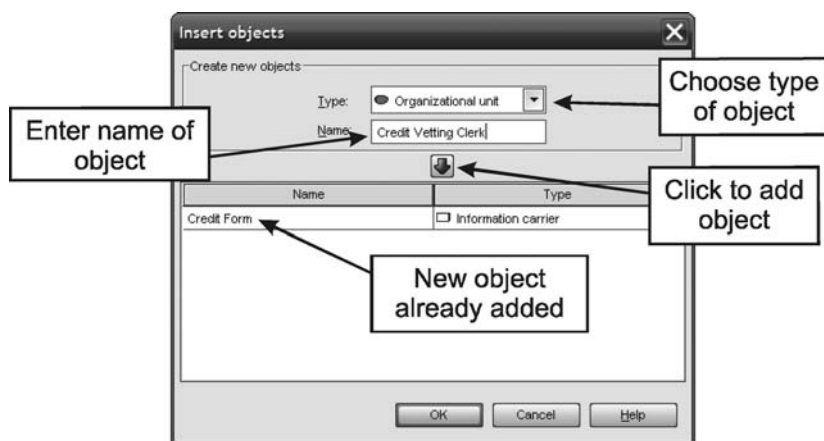 Insert objects
Create new objects
Type: Organizational unit
Choose type
of object
Enter name of
object
Name: Credit Vetting Clerk
Click to add
object
Name Type
Credit Form Information carrier
New object
already added
OK Cancel Help